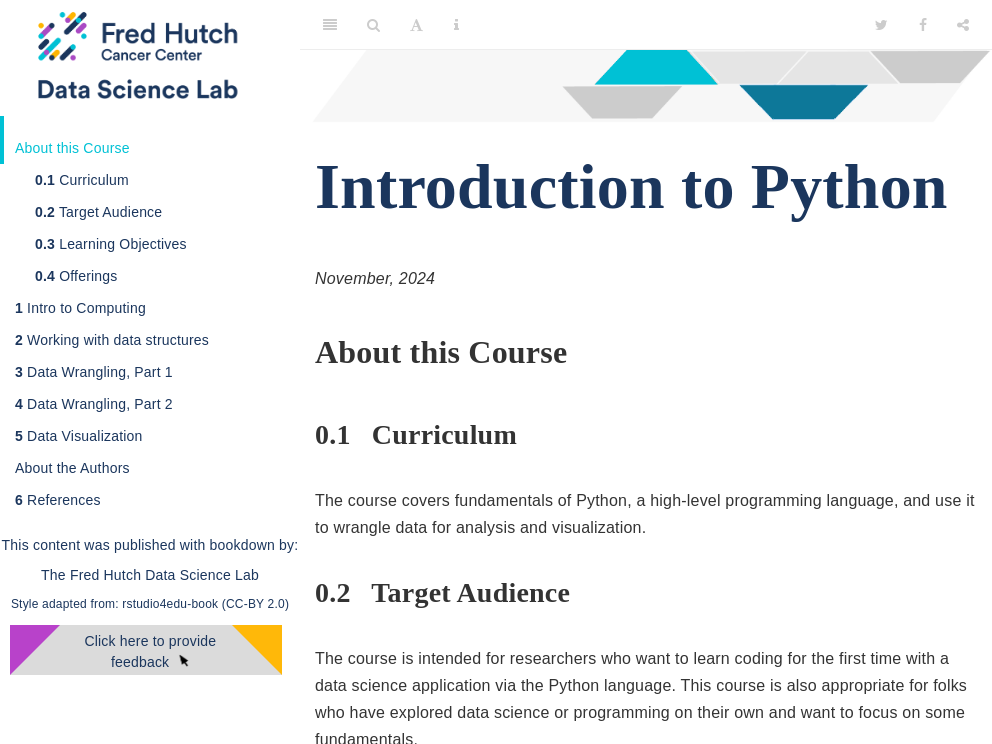 Fred Hutch
Cancer Center
Data Science Lab
About this Course
0.1 Curriculum
0.2 Target Audience
0.3 Learning Objectives
0.4 Offerings
1 Intro to Computing
2 Working with data structures
3 Data Wrangling, Part 1
4 Data Wrangling, Part 2
5 Data Visualization
About the Authors
6 References
This content was published with bookdown by:
The Fred Hutch Data Science Lab
Style adapted from: rstudio4edu-book (CC-BY 2.0)
Click here to provide
feedback
Introduction to Python
November, 2024
About this Course
0.1 Curriculum
The course covers fundamentals of Python, a high-level programming language, and use it
to wrangle data for analysis and visualization.
0.2 Target Audience
The course is intended for researchers who want to learn coding for the first time with a
data science application via the Python language. This course is also appropriate for folks
who have explored data science or programming on their own and want to focus on some
fundamentals.